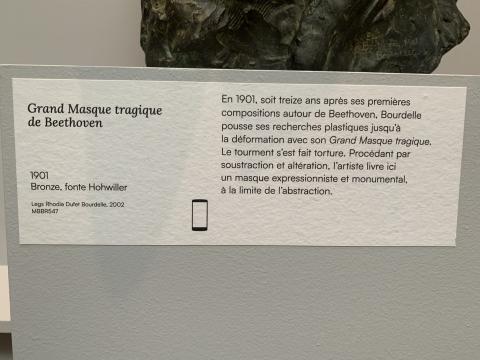 Grand Masque tragique
de Beethoven
1901
Bronze, fonte Hohwiller
Legs Rhodia Dufet Bourdelle, 2002
MBBR547
En 1901, soit treize ans après ses premières
compositions autour de Beethoven, Bourdelle
pousse ses recherches plastiques jusqu'à
la déformation avec son Grand Masque tragique.
Le tourment s'est fait torture. Procédant par
soustraction et altération, l'artiste livre ici
un masque expressionniste et monumental,
à la limite de l'abstraction.